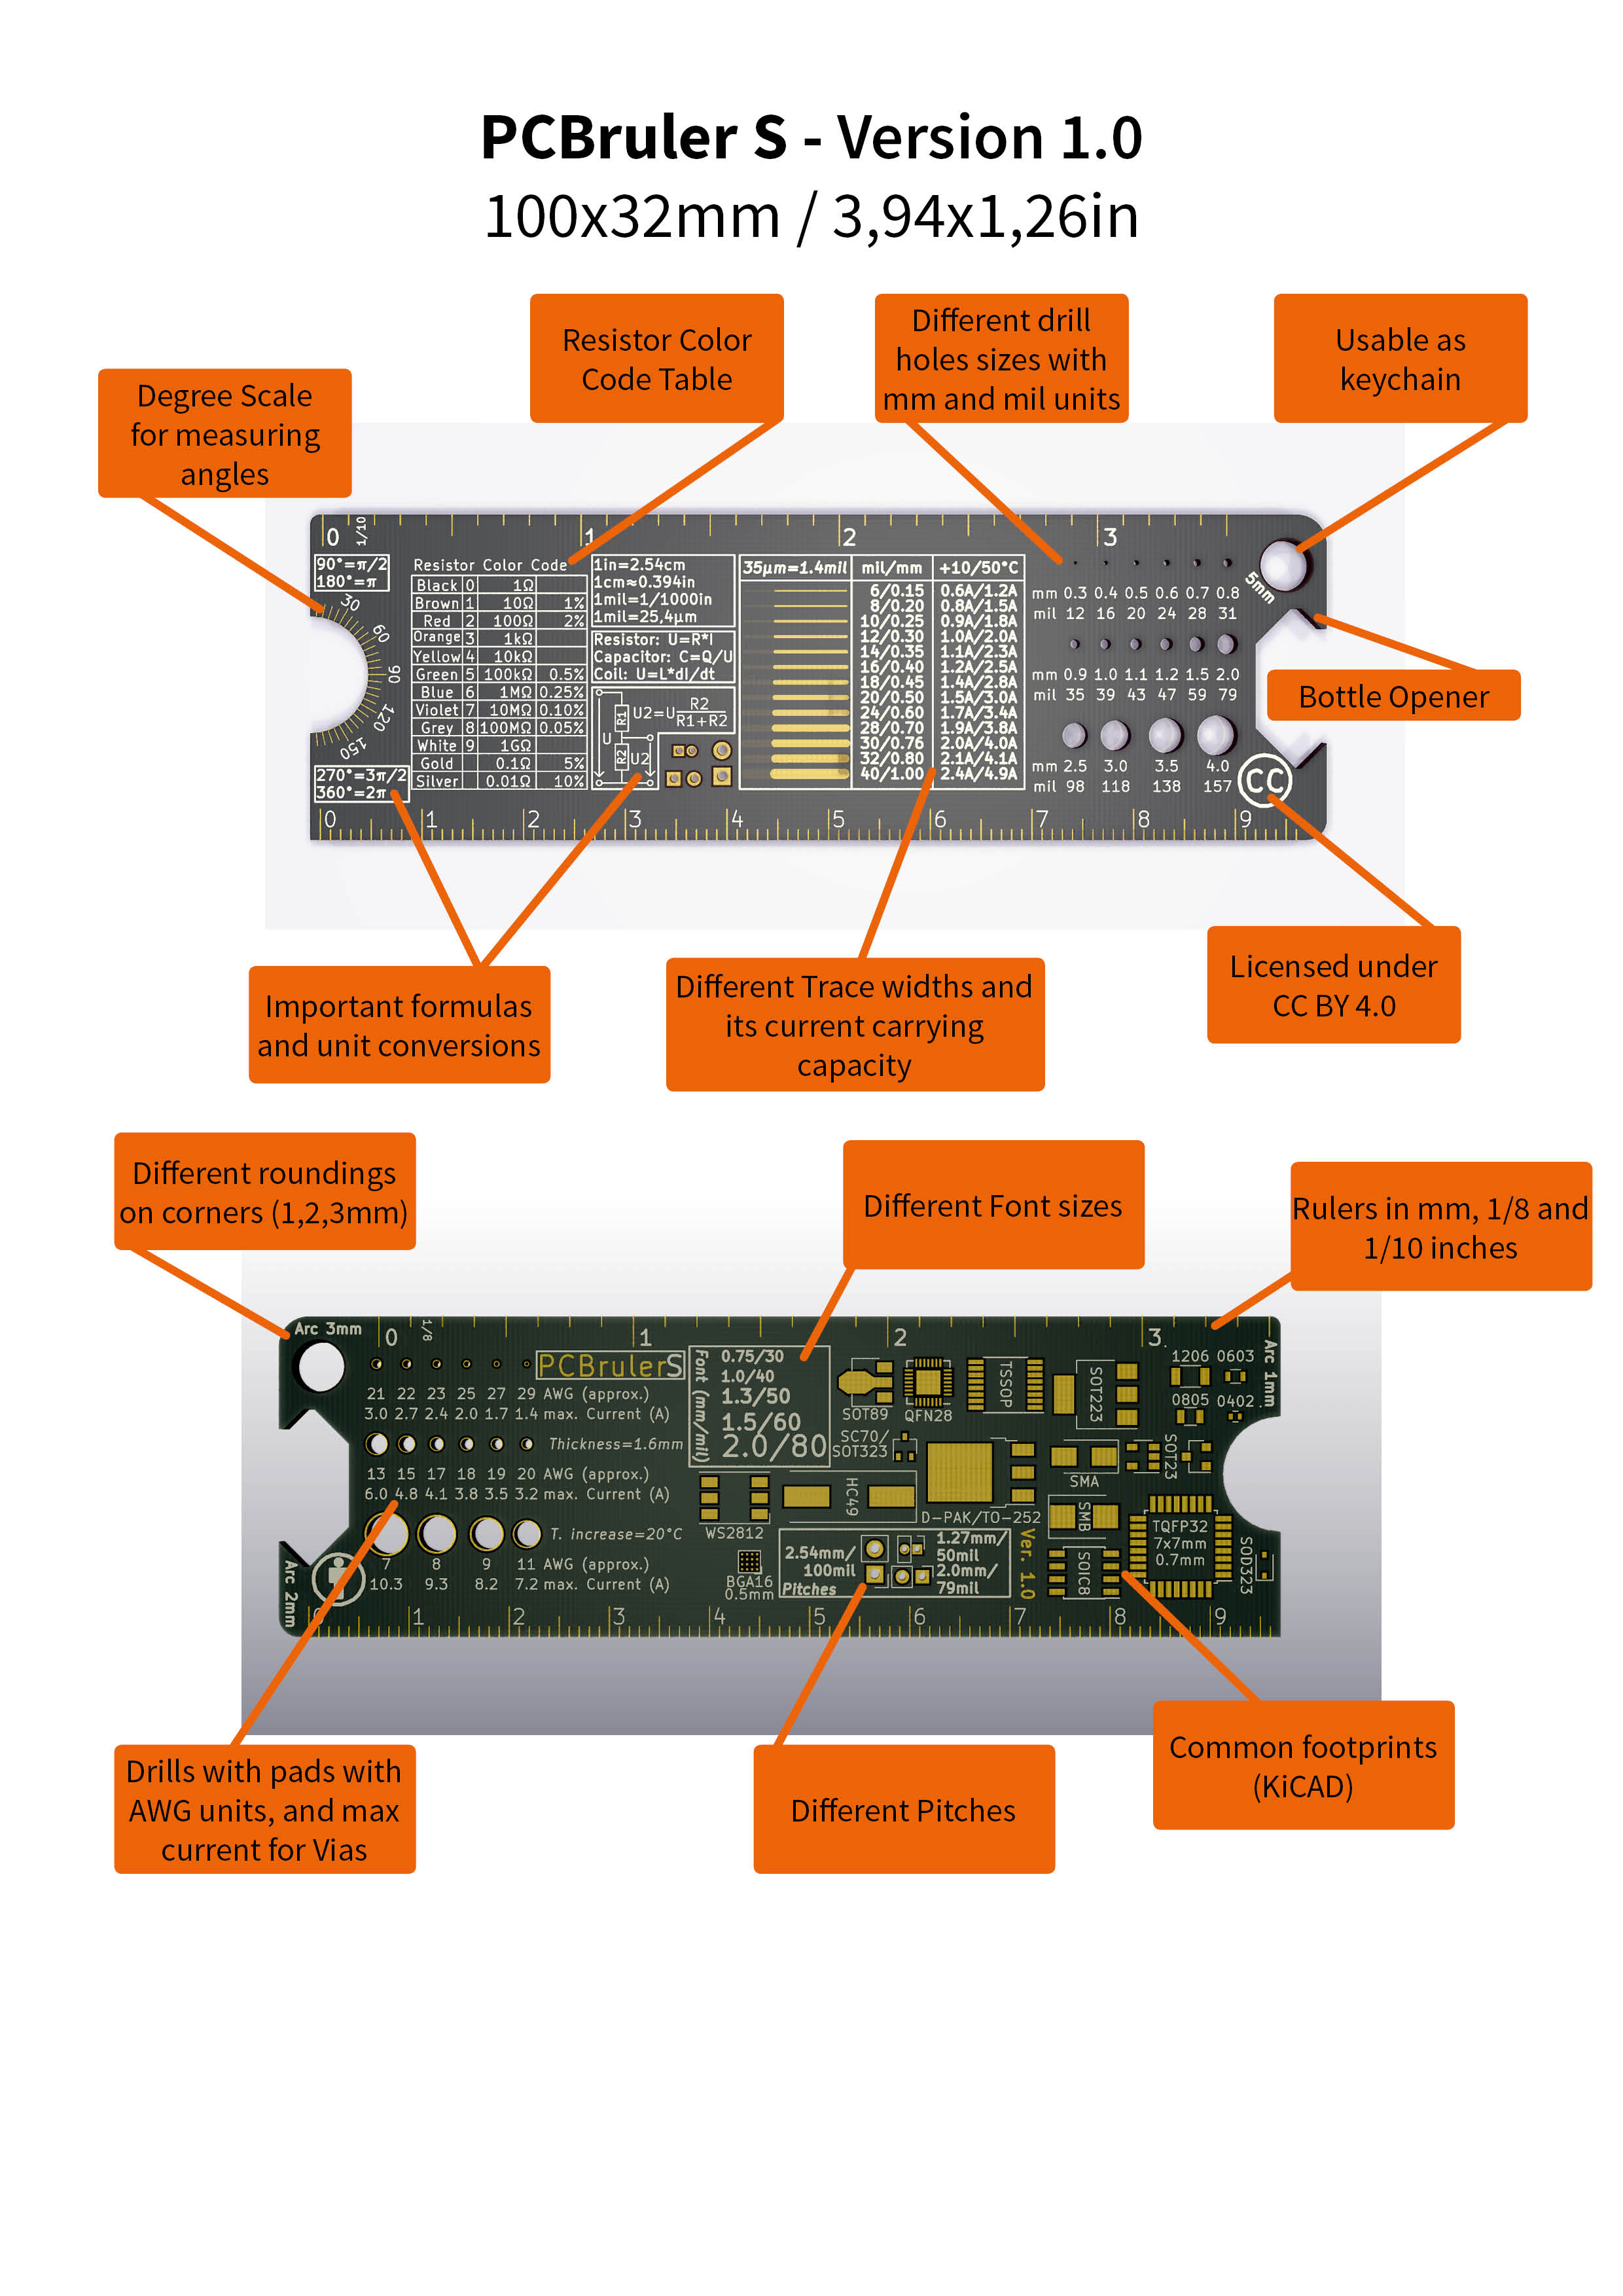 PCBruler S - Version 1.0
100x32mm / 3,94x1,26in
Degree Scale
for measuring
angles
Resistor Color
Code Table
Different drill
holes sizes with
mm and mil units
Usable as
keychain
0 1/10 1 2 3
90°=π/2
180°=π
30
60
90
120
150
270°=3π/2
360°=2π
Resistor Color Code
Black 0 1Ω
Brown 1 10Ω 1%
Red 2 100Ω 2%
Orange 3 1kΩ
Yellow 4 10kΩ
Green 5 100kΩ 0.5%
Blue 6 1MΩ 0.25%
Violet 7 10MΩ 0.10%
Grey 8 100MΩ 0.05%
White 9 1GΩ
Gold 0.1Ω 5%
Silver 0.01Ω 10%
1in=2.54cm
1cm≈0.394in
1mil=1/1000in
1mil=25,4µm
Resistor: U=R*I
Capacitor: C=Q/U
Coil: U=L*di/dt
U R1 R2 U2
U2=U R2
R1+R2
35µm=1.4mil mil/mm +10/50°C
6/0.15 0.6A/1.2A
8/0.20 0.8A/1.5A
10/0.25 0.9A/1.8A
12/0.30 1.0A/2.0A
14/0.35 1.1A/2.3A
16/0.40 1.2A/2.5A
18/0.45 1.4A/2.8A
20/0.50 1.5A/3.0A
24/0.60 1.7A/3.4A
28/0.70 1.9A/3.8A
30/0.76 2.0A/4.0A
32/0.80 2.1A/4.1A
40/1.00 2.4A/4.9A
mm 0.3 0.4 0.5 0.6 0.7 0.8
mil 12 16 20 24 28 31
mm 0.9 1.0 1.1 1.2 1.5 2.0
mil 35 39 43 47 59 79
mm 2.5 3.0 3.5 4.0
mil 98 118 138 157
5mm
CC
0 1 2 3 4 5 6 7 8 9
Bottle Opener
Important formulas
and unit conversions
Different Trace widths and
its current carrying
capacity
Licensed under
CC BY 4.0
Different roundings
on corners (1,2,3mm)
Different Font sizes
Rulers in mm, 1/8 and
1/10 inches
Arc 3mm 0 1/8 1 2 3
Arc 1mm
PCBrulerS
21 22 23 25 27 29 AWG (approx.)
3.0 2.7 2.4 2.0 1.7 1.4 max. Current (A)
Thickness=1.6mm
13 15 17 18 19 20 AWG (approx.)
6.0 4.8 4.1 3.8 3.5 3.2 max. Current (A)
T. increase=20°C
7 8 9 11 AWG (approx.)
10.3 9.3 8.2 7.2 max. Current (A)
Arc 2mm
Font (mm/mil)
0.75/30
1.0/40
1.3/50
1.5/60
2.0/80
SOT89
QFN28
TSSOP
SOT223
1206 0603
0805 0402
SC70/
SOT323
WS2812
HC49
D-PAK/TO-252
SMA
SOT23
SMB
SOIC8
TQFP32
7x7mm
0.7mm
SOD323
BGA16
0.5mm
2.54mm/
100mil
Pitches
1.27mm/
50mil
2.0mm/
79mil
Ver. 1.0
0 1 2 3 4 5 6 7 8 9
Drills with pads with
AWG units, and max
current for Vias
Different Pitches
Common footprints
(KiCAD)